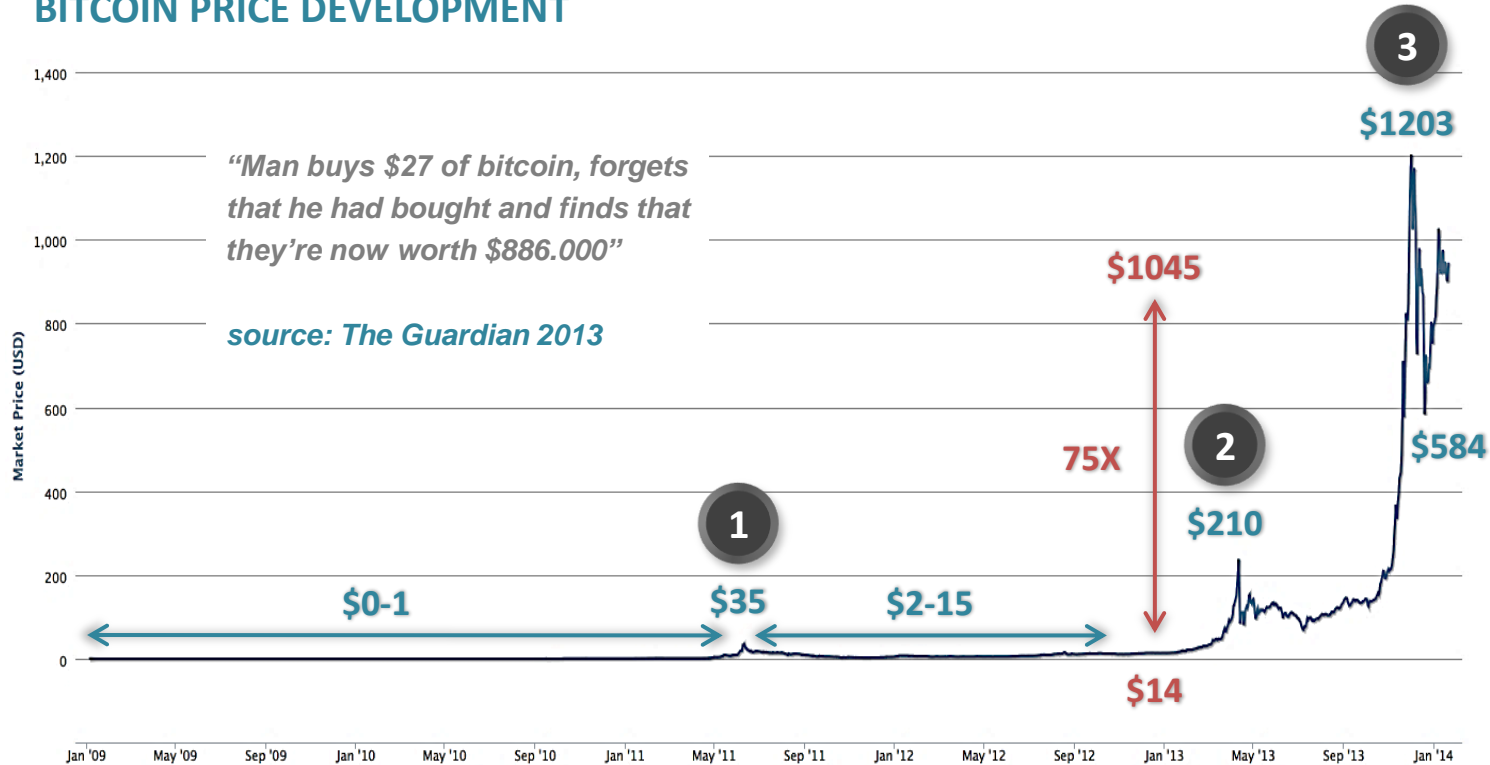 BITCOIN PRICE DEVELOPMENT
3
1,400
$1203
1,200
“Man buys $27 of bitcoin, forgets
that he had bought and finds that
they’re now worth $886.000”
1,000
$1045
source: The Guardian 2013
800
Market Price (USD)
600
2
$584
75X
400
1
$210
200
$0-1
$35
$2-15
0
$14
Jan '09 May '09 Sep '09 Jan '10 May '10 Sep '10 Jan '11 May '11 Sep '11 Jan '12 May '12 Sep '12 Jan '13 May '13 Sep '13 Jan '14